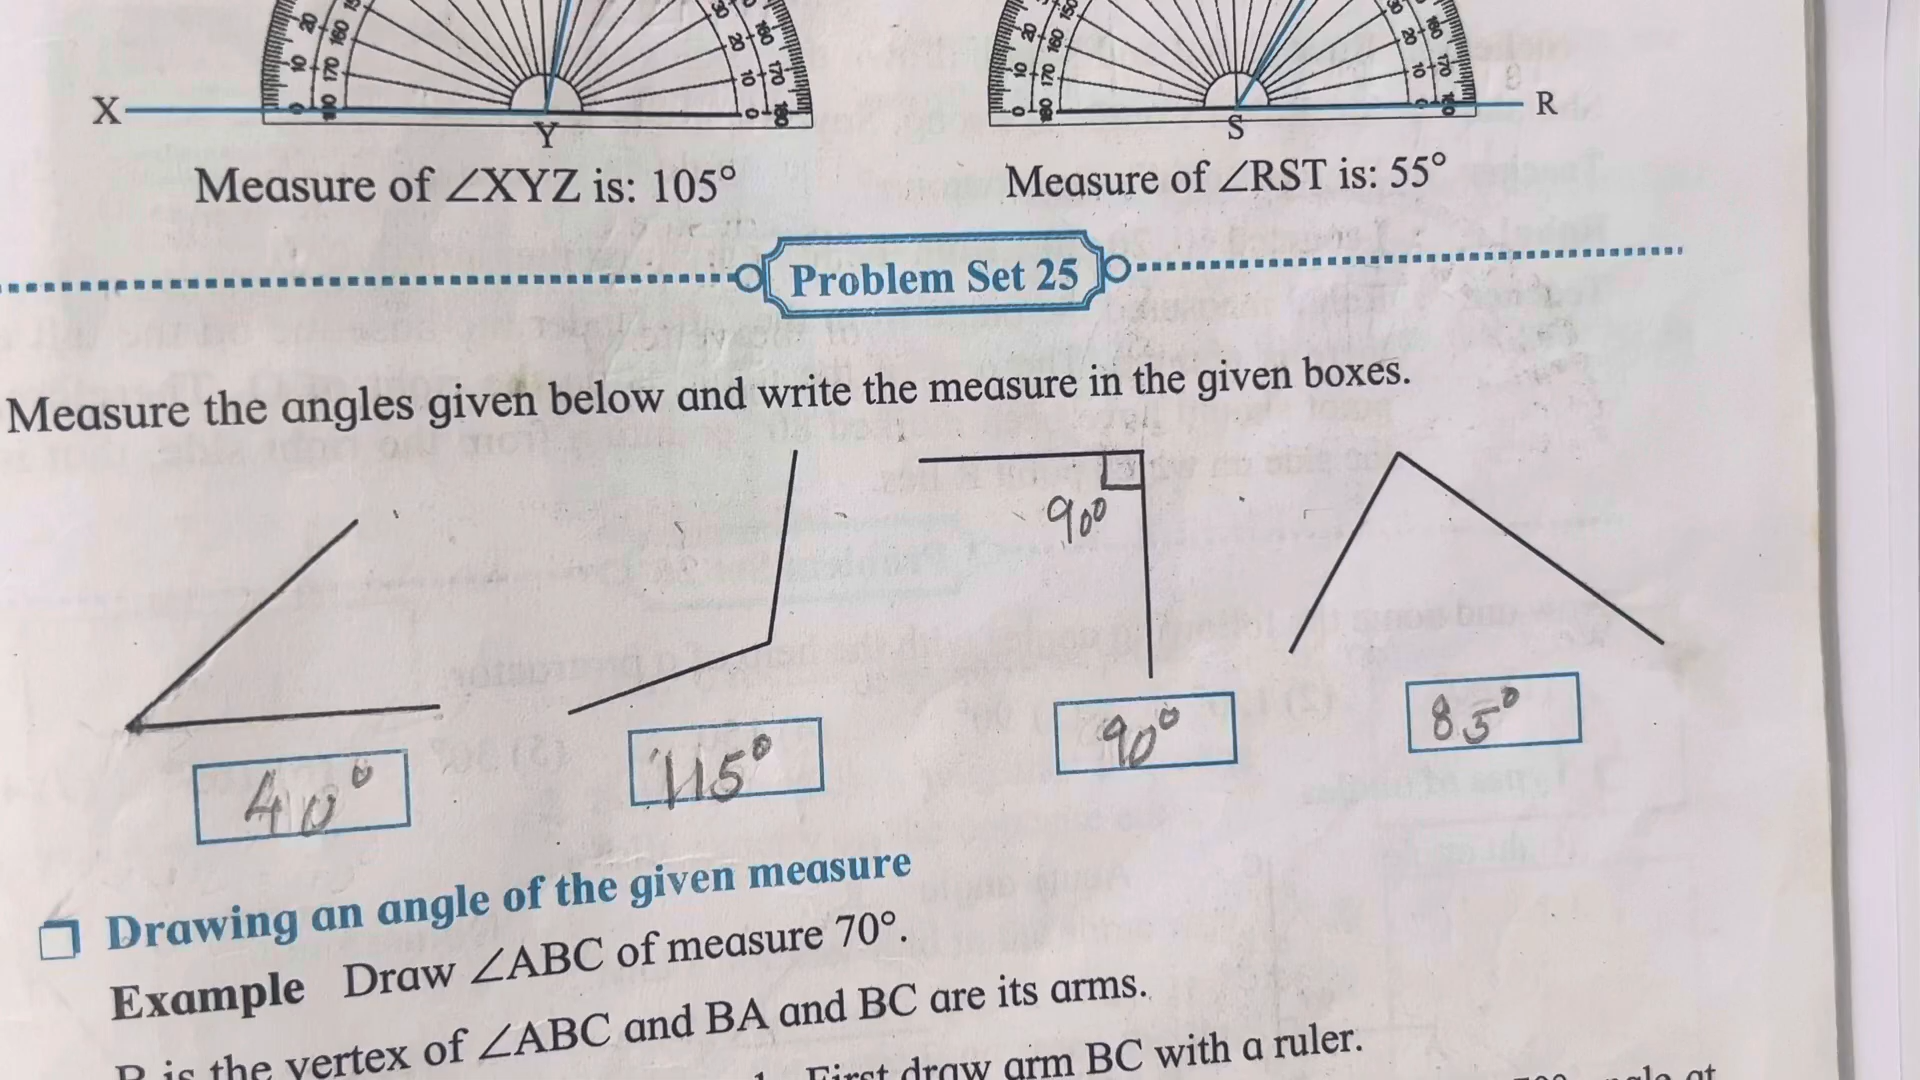 X
Y
S
R
Measure of ∠XYZ is: 105°
Measure of ∠RST is: 55°
Problem Set 25
Measure the angles given below and write the measure in the given boxes.
90°
40°
115°
90°
85°
Drawing an angle of the given measure
Example Draw ∠ABC of measure 70°.
is the vertex of ∠ABC and BA and BC are its arms.
First draw arm BC with a ruler.